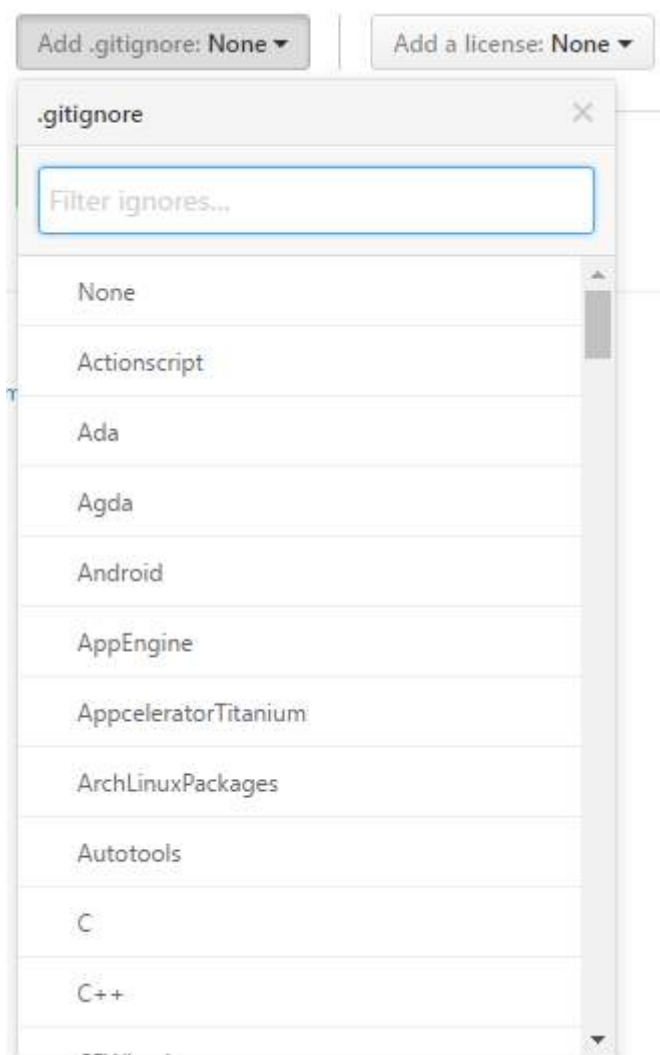 Add .gitignore: None Add a license: None
.gitignore
Filter ignores...
None
Actionscript
Ada
Agda
Android
AppEngine
AppceleratorTitanium
ArchLinuxPackages
Autotools
C
C++